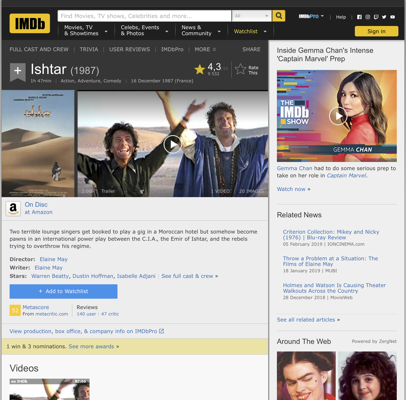 IMDb
Find Movies, TV shows, Celebrities and more...
All
IMDbPro
Help
Movies, TV & Showtimes
Celebs, Events & Photos
News & Community
Watchlist
FULL CAST AND CREW | TRIVIA | USER REVIEWS | IMDbPro | MORE
SHARE
Ishtar (1987)
4,3
Rate This
1h 47min | Action, Adventure, Comedy | 16 December 1987 (France)
Trailer
1 VIDEO | 20 IMAGES
On Disc
at Amazon
Two terrible lounge singers get booked to play a gig in a Moroccan hotel but somehow become
pawns in an international power play between the C.I.A., the Emir of Ishtar, and the rebels
trying to overthrow his regime.
Director: Elaine May
Writer: Elaine May
Stars: Warren Beatty, Dustin Hoffman, Isabelle Adjani | See full cast & crew »
+ Add to Watchlist
Metascore
From metacritic.com
Reviews
140 user | 47 critic
View production, box office, & company info on IMDbPro
1 win & 3 nominations. See more awards »
Videos
Inside Gemma Chan's Intense
'Captain Marvel' Prep
THE
IMDb
SHOW
GEMMA CHAN
Gemma Chan had to do some serious prep to
take on her role in Captain Marvel.
Watch now »
Related News
Criterion Collection: Mikey and Nicky
(1976) | Blu-ray Review
05 February 2019 | IONCINEMA.com
Throw a Problem at a Situation: The
Films of Elaine May
16 January 2019 | MUBI
Holmes and Watson Is Causing Theater
Walkouts Across the Country
28 December 2018 | MovieWeb
See all related articles »
Around The Web
Powered by ZergNet